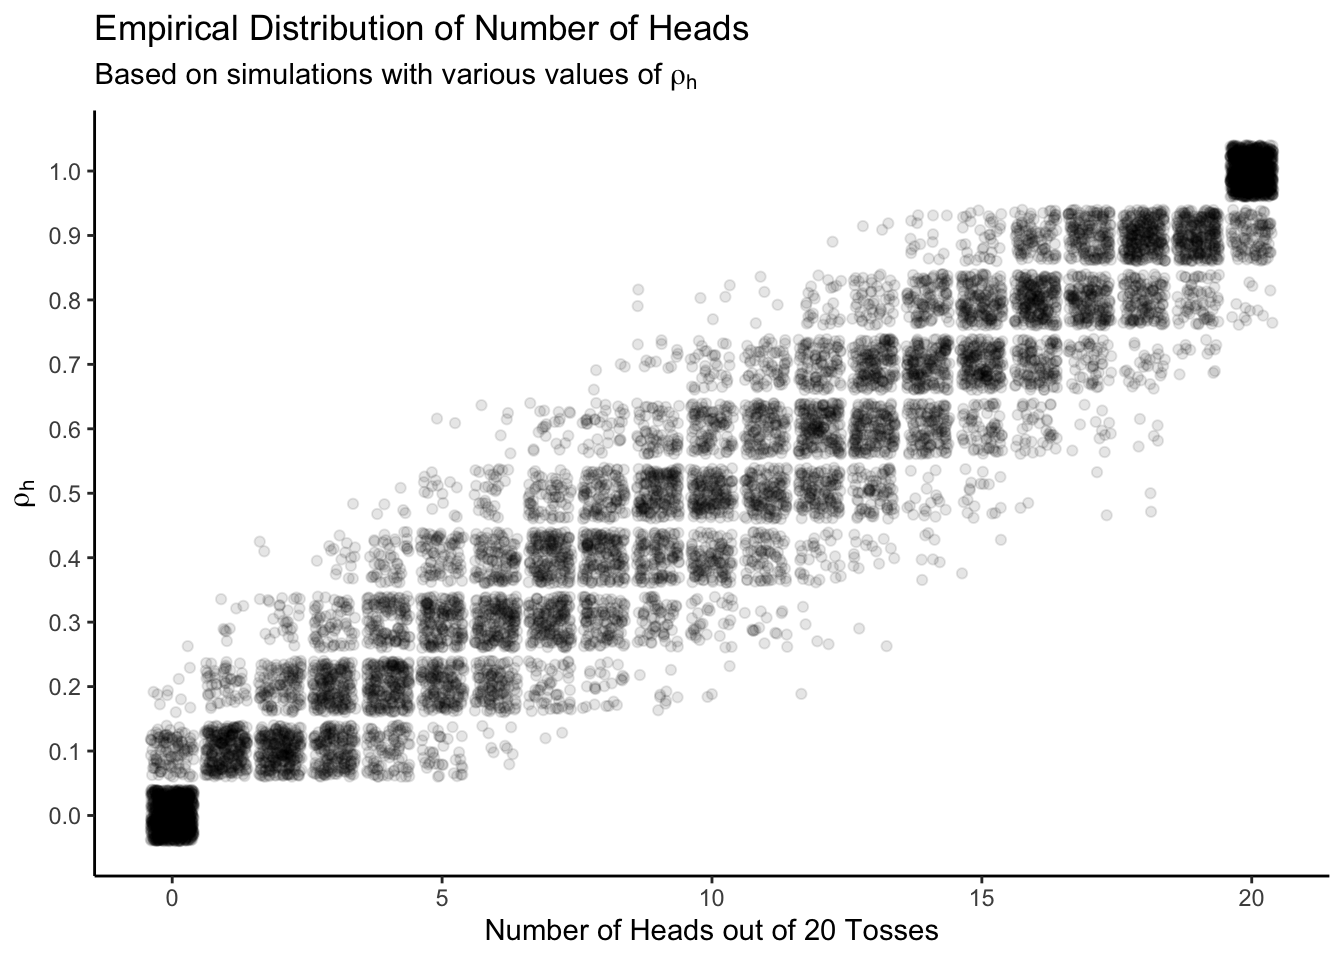 Empirical Distribution of Number of Heads
Based on simulations with various values of ρh
1.0
0.9
0.8
0.7
0.6
0.5
0.4
0.3
0.2
0.1
0.0
ρh
0 5 10 15 20
Number of Heads out of 20 Tosses